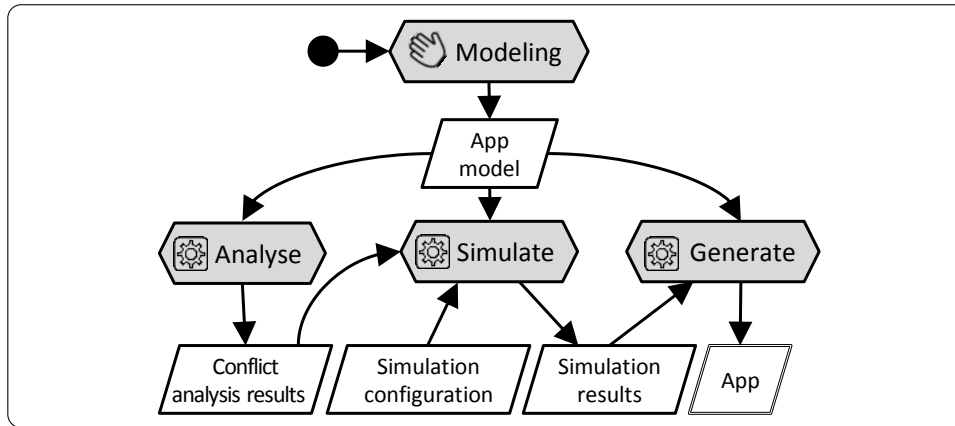 Modeling
App
model
Analyse
Simulate
Generate
Conflict
analysis results
Simulation
configuration
Simulation
results
App